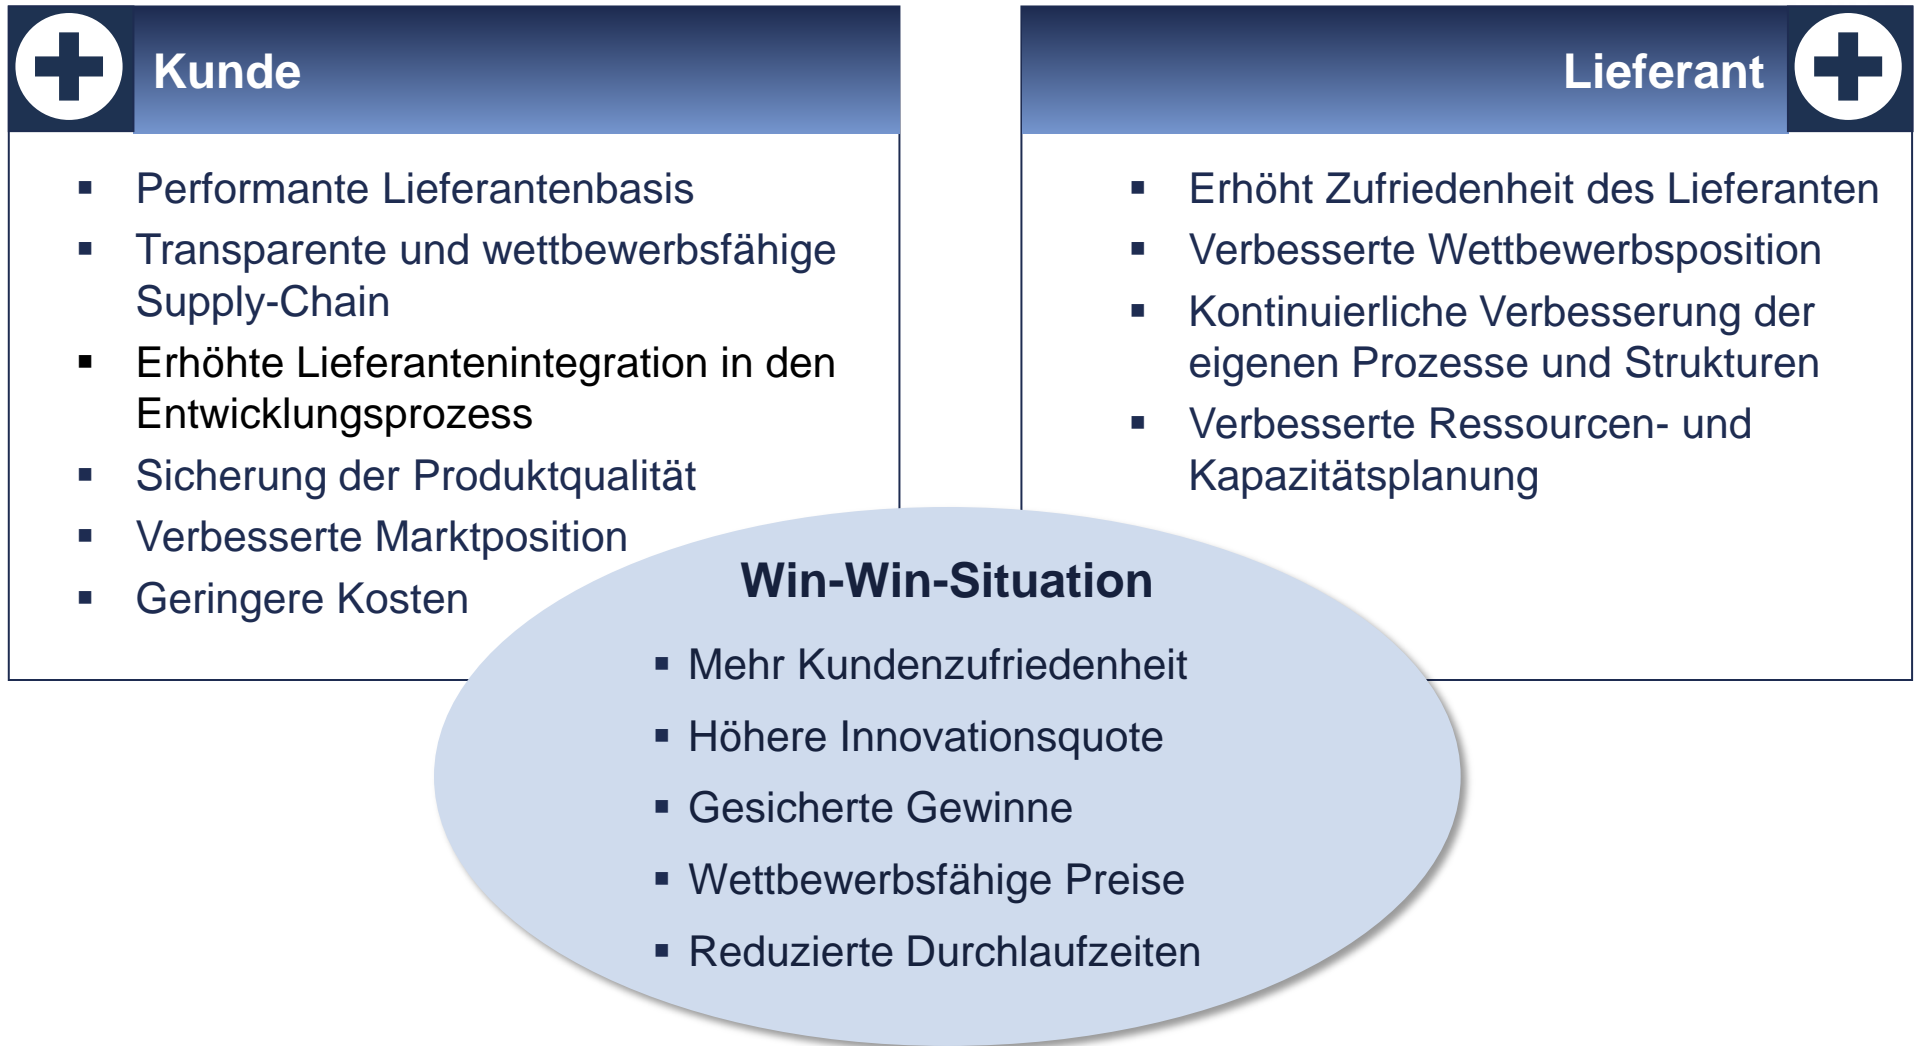 Kunde
▪ Performante Lieferantenbasis
▪ Transparente und wettbewerbsfähige
Supply-Chain
▪ Erhöhte Lieferantenintegration in den
Entwicklungsprozess
▪ Sicherung der Produktqualität
▪ Verbesserte Marktposition
▪ Geringere Kosten
Lieferant
▪ Erhöht Zufriedenheit des Lieferanten
▪ Verbesserte Wettbewerbsposition
▪ Kontinuierliche Verbesserung der
eigenen Prozesse und Strukturen
▪ Verbesserte Ressourcen- und
Kapazitätsplanung
Win-Win-Situation
▪ Mehr Kundenzufriedenheit
▪ Höhere Innovationsquote
▪ Gesicherte Gewinne
▪ Wettbewerbsfähige Preise
▪ Reduzierte Durchlaufzeiten